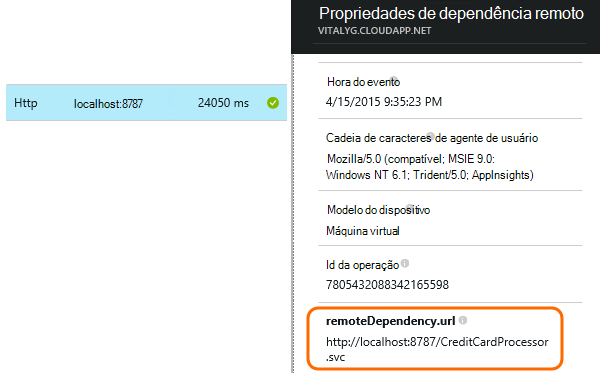 Http localhost:8787 24050 ms
Propriedades de dependência remoto
VITALYG.CLOUDAPP.NET
Hora do evento
4/15/2015 9:35:23 PM
Cadeia de caracteres de agente de usuário
Mozilla/5.0 (compatível; MSIE 9.0:
Windows NT 6.1; Trident/5.0; AppInsights)
Modelo do dispositivo
Máquina virtual
Id da operação
7805432088342165598
remoteDependency.url
http://localhost:8787/CreditCardProcessor
.svc